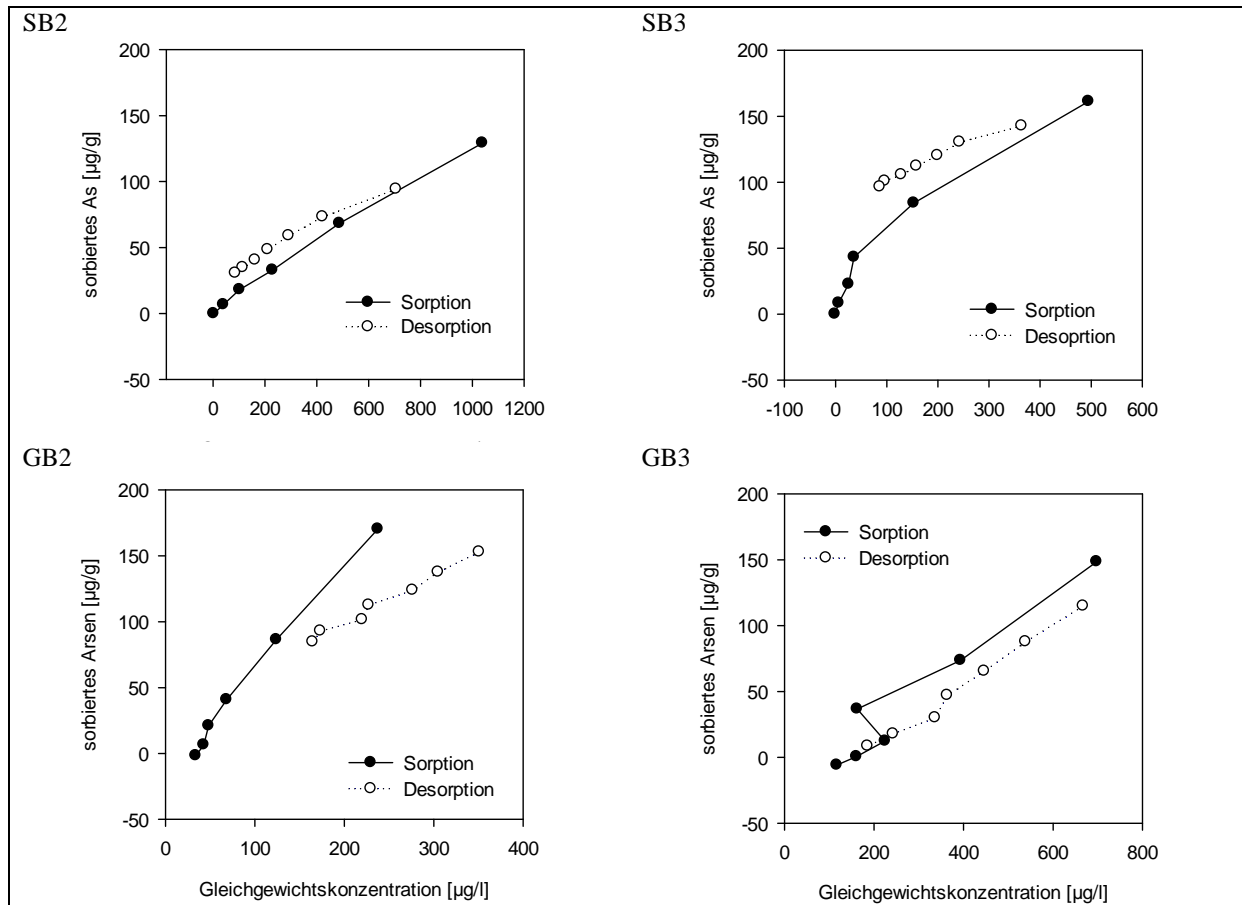 SB2
sorbiertes As [µg/g]
200
150
100
50
0
-50
0 200 400 600 800 1000 1200
Sorption
Desorption
SB3
sorbiertes As [µg/g]
200
150
100
50
0
-50
-100 0 100 200 300 400 500 600
Sorption
Desoprtion
GB2
sorbiertes Arsen [µg/g]
200
150
100
50
0
-50
0 100 200 300 400
Gleichgewichtskonzentration [µg/l]
Sorption
Desorption
GB3
sorbiertes Arsen [µg/g]
200
150
100
50
0
-50
0 200 400 600 800
Gleichgewichtskonzentration [µg/l]
Sorption
Desorption